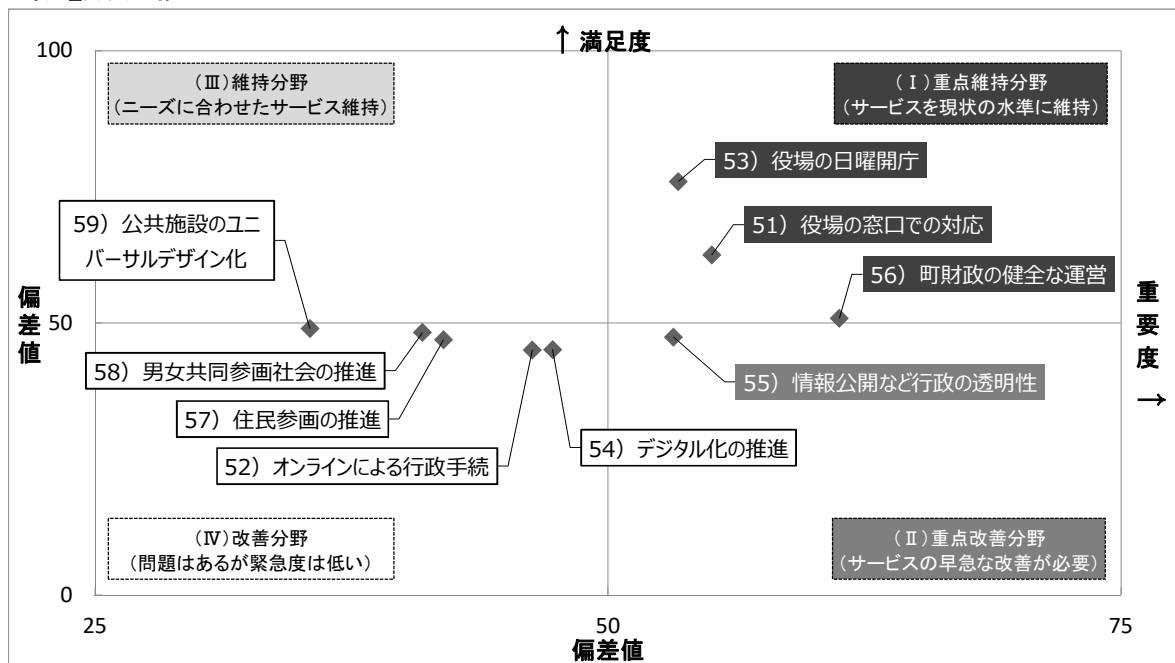 ↑ 満足度
100
(Ⅲ)維持分野
(ニーズに合わせたサービス維持)
(Ⅰ)重点維持分野
(サービスを現状の水準に維持)
53）役場の日曜開庁
59）公共施設のユニ
バーサルデザイン化
51）役場の窓口での対応
56）町財政の健全な運営
偏差値
50
重要度 →
58）男女共同参画社会の推進
55）情報公開など行政の透明性
57）住民参画の推進
52）オンラインによる行政手続
54）デジタル化の推進
(Ⅳ)改善分野
(問題はあるが緊急度は低い)
(Ⅱ)重点改善分野
(サービスの早急な改善が必要)
0
25
50
75
偏差値